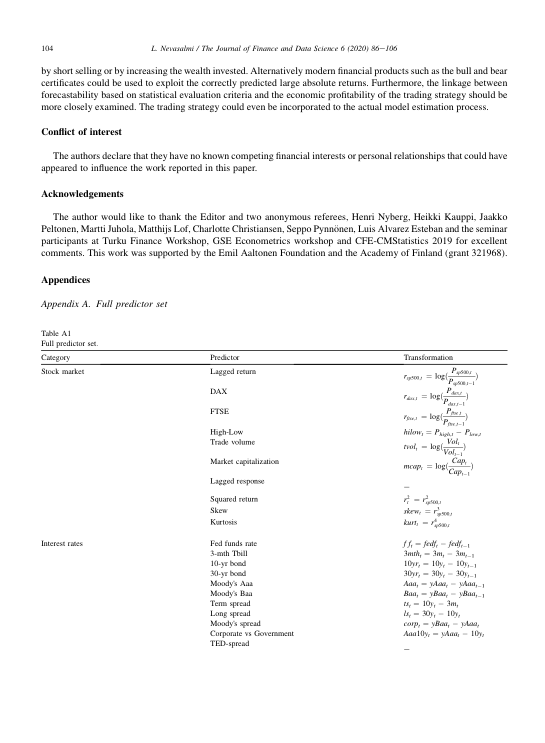 104
L. Nevasalmi / The Journal of Finance and Data Science 6 (2020) 86–106
by short selling or by increasing the wealth invested. Alternatively modern financial products such as the bull and bear
certificates could be used to exploit the correctly predicted large absolute returns. Furthermore, the linkage between
forecastability based on statistical evaluation criteria and the economic profitability of the trading strategy should be
more closely examined. The trading strategy could even be incorporated to the actual model estimation process.
Conflict of interest
The authors declare that they have no known competing financial interests or personal relationships that could have
appeared to influence the work reported in this paper.
Acknowledgements
The author would like to thank the Editor and two anonymous referees, Henri Nyberg, Heikki Kauppi, Jaakko
Peltonen, Martti Juhola, Matthijs Lof, Charlotte Christiansen, Seppo Pynnönen, Luis Alvarez Esteban and the seminar
participants at Turku Finance Workshop, GSE Econometrics workshop and CFE-CMStatistics 2019 for excellent
comments. This work was supported by the Emil Aaltonen Foundation and the Academy of Finland (grant 321968).
Appendices
Appendix A. Full predictor set
Table A1
Full predictor set.
Category Predictor Transformation
Stock market Lagged return r_{sp500,t} = log(P_{sp500,t}/P_{sp500,t−1})
DAX r_{dax,t} = log(P_{dax,t}/P_{dax,t−1})
FTSE r_{ftse,t} = log(P_{ftse,t}/P_{ftse,t−1})
High-Low hilow_t = P_{high,t} − P_{low,t}
Trade volume tvol_t = log(Vol_t/Vol_{t−1})
Market capitalization mcap_t = log(Cap_t/Cap_{t−1})
Lagged response –
Squared return r_t^2 = r_{sp500,t}^2
Skew skew_t = r_{sp500,t}^3
Kurtosis kurt_t = r_{sp500,t}^4
Interest rates Fed funds rate ff_t = fedf_t − fedf_{t−1}
3-mth Tbill 3mth_t = 3m_t − 3m_{t−1}
10-yr bond 10yr_t = 10y_t − 10y_{t−1}
30-yr bond 30yr_t = 30y_t − 30y_{t−1}
Moody's Aaa Aaa_t = yAaa_t − yAaa_{t−1}
Moody's Baa Baa_t = yBaa_t − yBaa_{t−1}
Term spread ts_t = 10y_t − 3m_t
Long spread ls_t = 30y_t − 10y_t
Moody's spread corp_t = yBaa_t − yAaa_t
Corporate vs Government Aaa10y_t = yAaa_t − 10y_t
TED-spread –